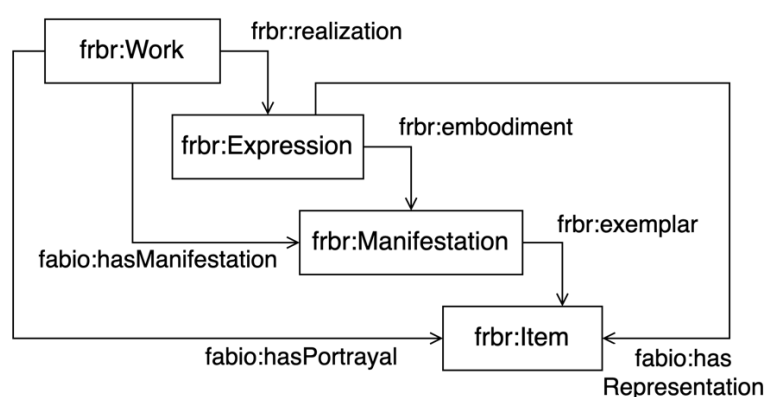 frbr:realization
frbr:Work
frbr:embodiment
frbr:Expression
frbr:exemplar
frbr:Manifestation
fabio:hasManifestation
frbr:Item
fabio:hasPortrayal
fabio:has
Representation